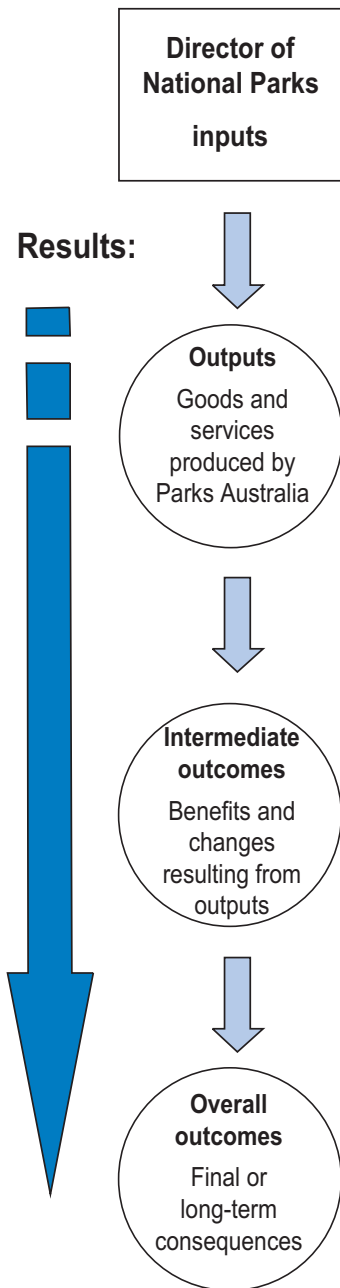 Director of
National Parks
inputs
Results:
Outputs
Goods and
services
produced by
Parks Australia
Intermediate
outcomes
Benefits and
changes
resulting from
outputs
Overall
outcomes
Final or
long-term
consequences